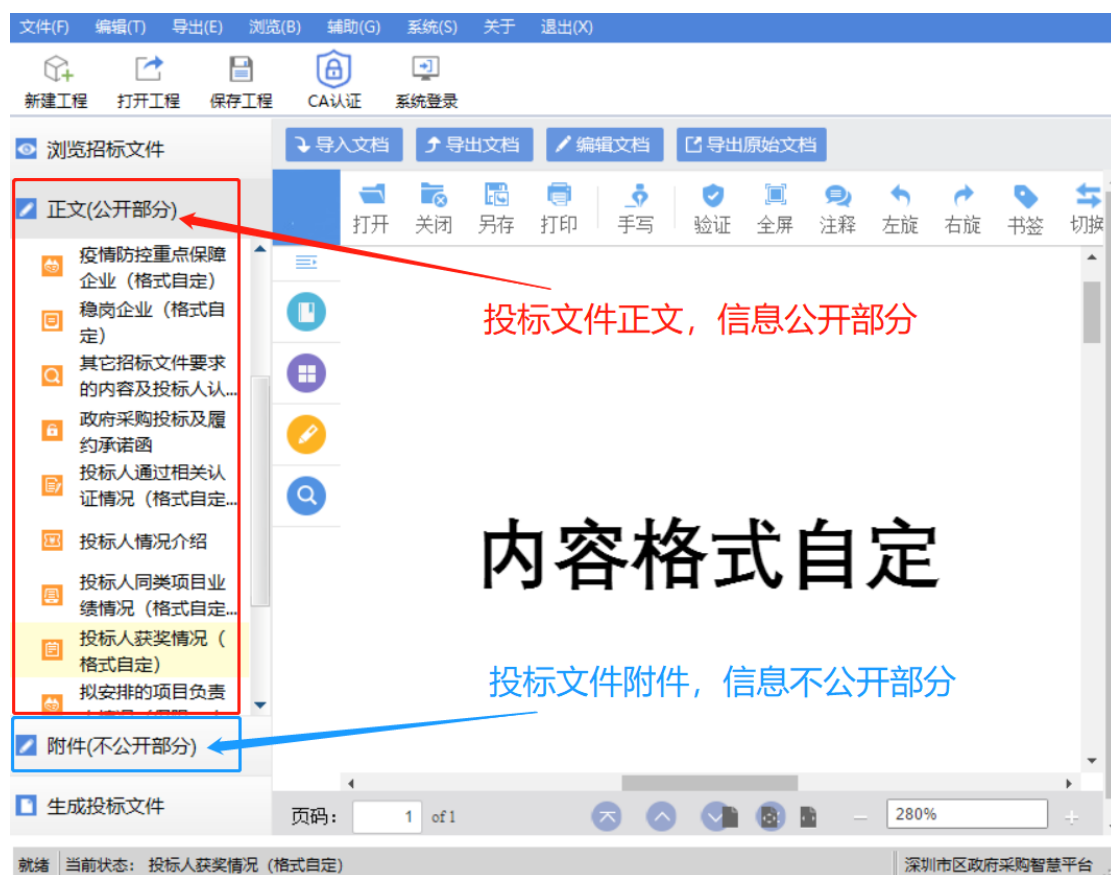 文件(F) 编辑(T) 导出(E) 浏览(B) 辅助(G) 系统(S) 关于 退出(X)
新建工程 打开工程 保存工程 CA认证 系统登录
浏览招标文件
导入文档 导出文档 编辑文档 导出原始文档
正文(公开部分)
打开 关闭 另存 打印 手写 验证 全屏 注释 左旋 右旋 书签 切换
疫情防控重点保障
企业（格式自定）
稳岗企业（格式自
定）
其它招标文件要求
的内容及投标人认...
政府采购投标及履
约承诺函
投标人通过相关认
证情况（格式自定...
投标人情况介绍
投标人同类项目业
绩情况（格式自定...
投标人获奖情况（
格式自定）
拟安排的项目负责
投标文件正文，信息公开部分
内容格式自定
投标文件附件，信息不公开部分
附件(不公开部分)
生成投标文件
页码: 1 of 1 280%
就绪 当前状态: 投标人获奖情况（格式自定） 深圳市区政府采购智慧平台